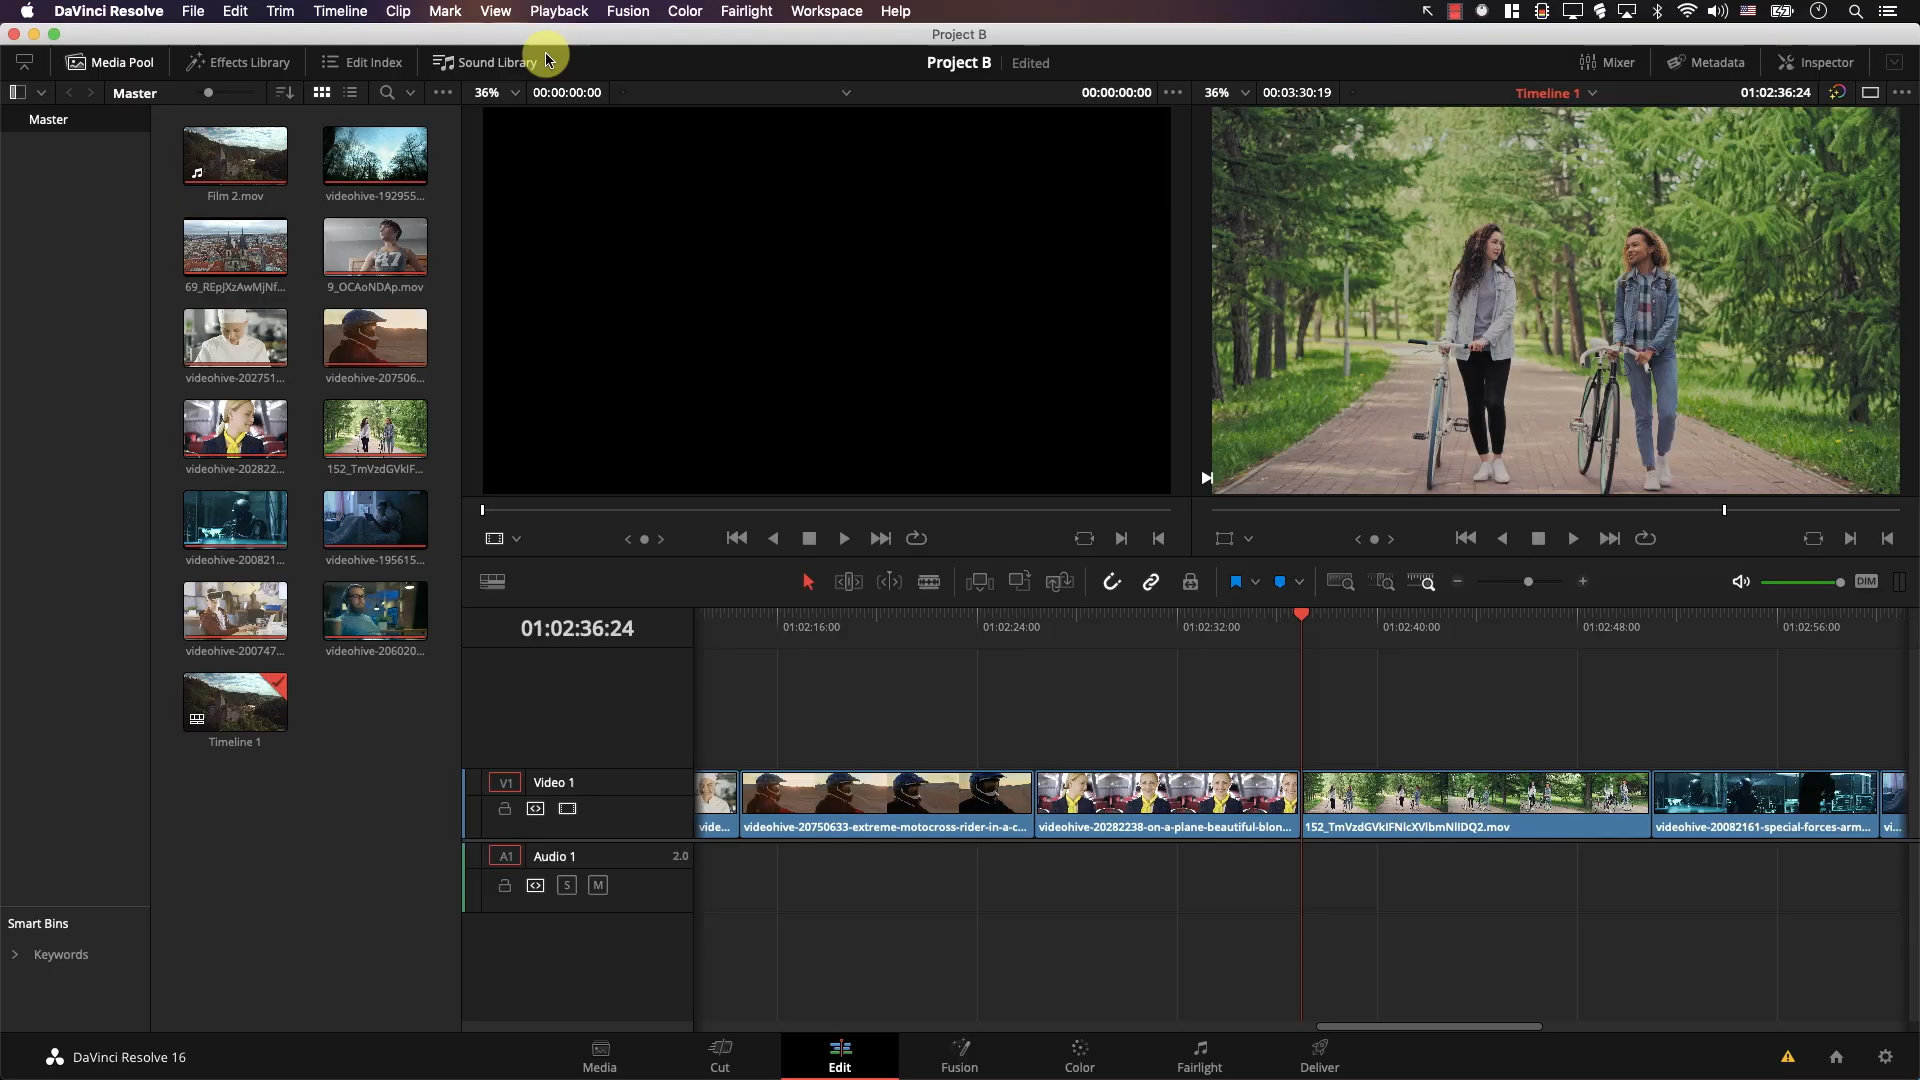 DaVinci Resolve File Edit Trim Timeline Clip Mark View Playback Fusion Color Fairlight Workspace Help
Project B
Media Pool Effects Library Edit Index Sound Library Project B Edited Mixer Metadata Inspector
Master 36% 00:00:00:00 00:00:00:00 36% 00:03:30:19 Timeline 1 01:02:36:24
Master
Film 2.mov videohive-192955...
69_REpJXzAwMjNf... 9_OCAoNDAp.mov
videohive-202751... videohive-207506...
videohive-202822... 152_TmVzdGVkIF...
videohive-200821... videohive-195615...
videohive-200747... videohive-206020...
Timeline 1
DIM
01:02:36:24 01:02:16:00 01:02:24:00 01:02:32:00 01:02:40:00 01:02:48:00 01:02:56:00
V1 Video 1
vide... videohive-20750633-extreme-motocross-rider-in-a-c... videohive-20282238-on-a-plane-beautiful-blon... 152_TmVzdGVkIFNlcXVlbmNlIDQ2.mov videohive-20082161-special-forces-arm... vi...
A1 Audio 1 2.0
S M
Smart Bins
Keywords
DaVinci Resolve 16 Media Cut Edit Fusion Color Fairlight Deliver